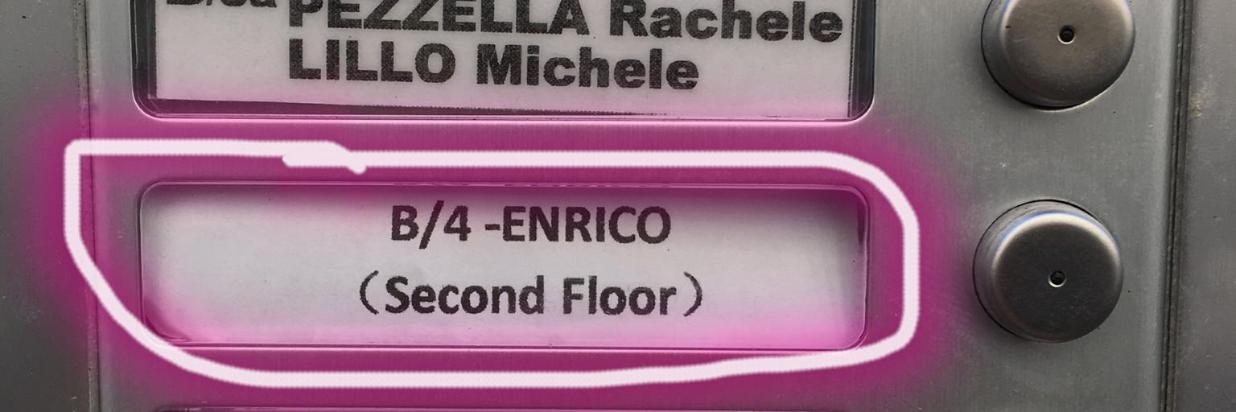 PEZZELLA Rachele
LILLO Michele
B/4 -ENRICO
(Second Floor)